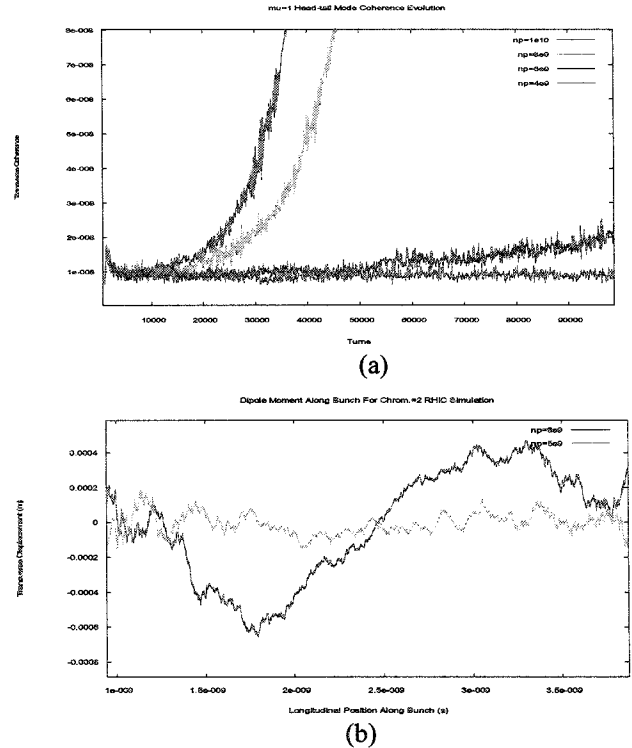 mu=1 Head-tail Mode Coherence Evolution
8e-008
7e-008
6e-008
5e-008
4e-008
3e-008
2e-008
1e-008
Transverse Coherence
np=1e10
np=8e9
np=5e9
np=4e9
10000 20000 30000 40000 50000 60000 70000 80000 90000
Turns
(a)
Dipole Moment Along Bunch For Chrom.=2 RHIC Simulation
0.0004
0.0002
0
-0.0002
-0.0004
-0.0006
-0.0008
Transverse Displacement (m)
np=8e9
np=5e9
1e-009 1.5e-009 2e-009 2.5e-009 3e-009 3.5e-009
Longitudinal Position Along Bunch (s)
(b)